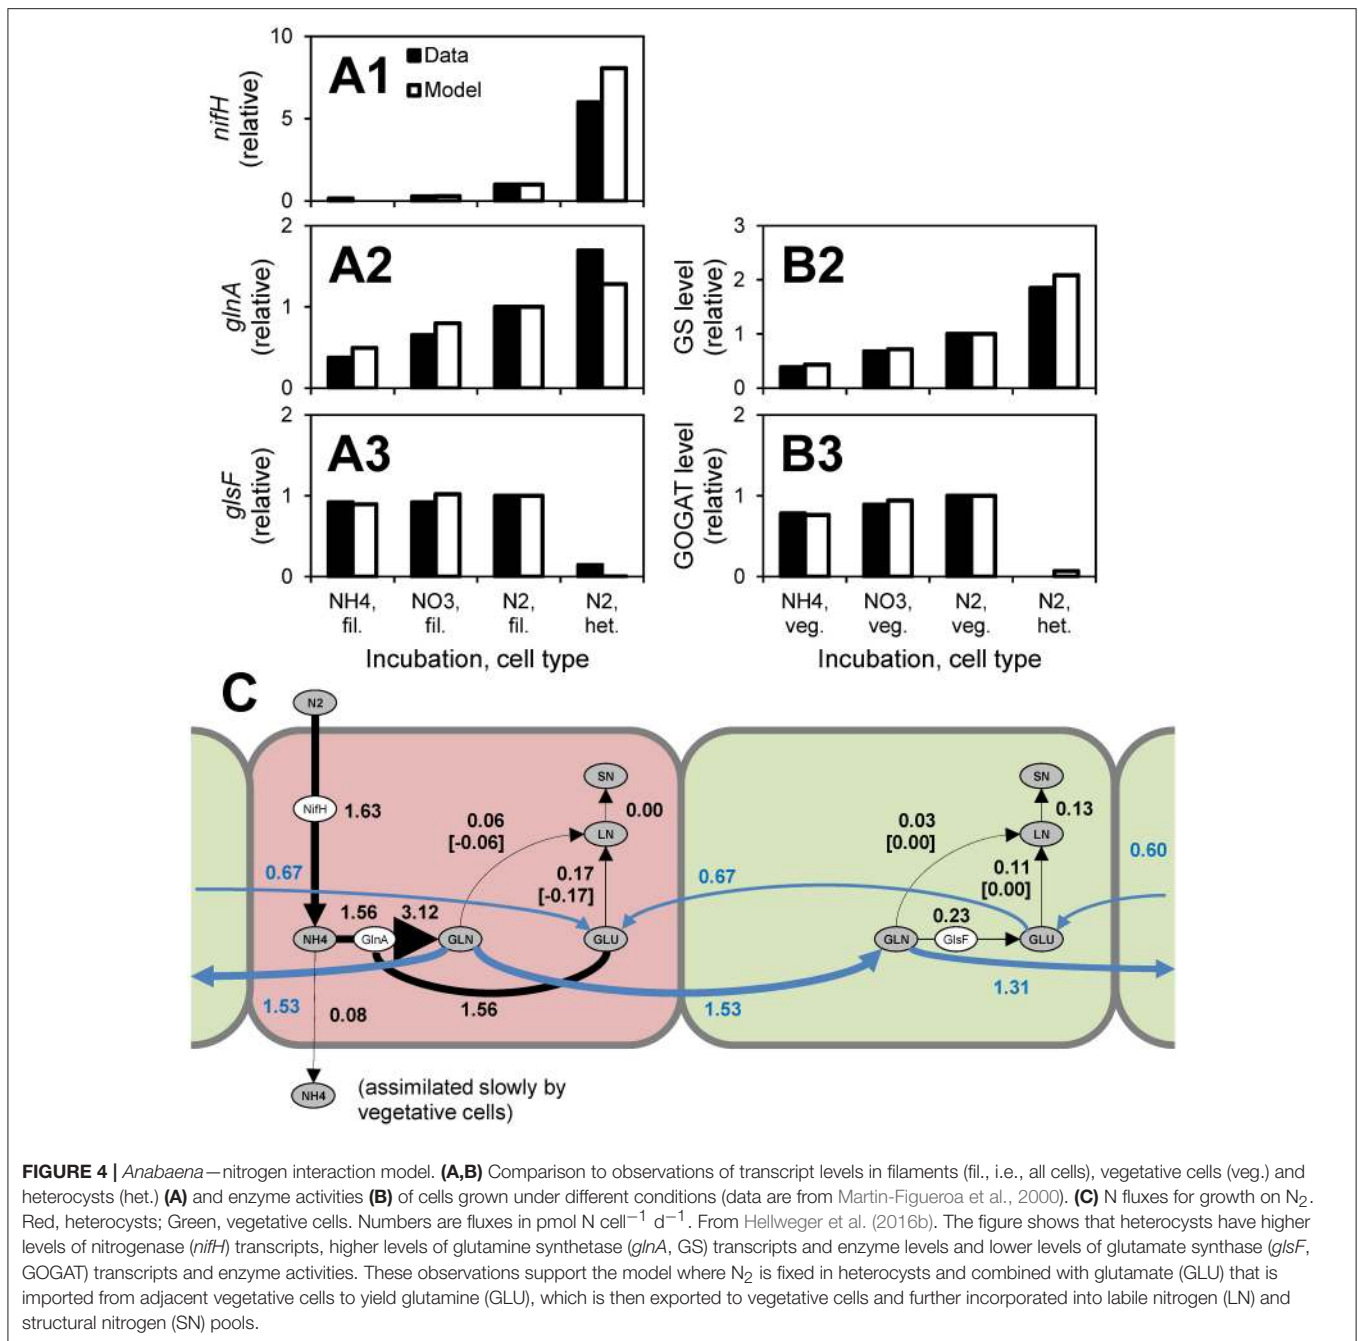 A1
Data
Model
nifH
(relative)
10
5
0
A2
glnA
(relative)
2
1
0
B2
GS level
(relative)
3
2
1
0
A3
glsF
(relative)
2
1
0
B3
GOGAT level
(relative)
2
1
0
NH4, NO3, N2, N2,
fil. fil. fil. het.
Incubation, cell type
NH4, NO3, N2, N2,
veg. veg. veg. het.
Incubation, cell type
C
N2
NifH
1.63
SN
0.00
0.06
[-0.06]
LN
0.17
[-0.17]
0.67
1.56
3.12
NH4
GlnA
GLN
GLU
1.53
0.08
1.56
NH4
(assimilated slowly by
vegetative cells)
SN
0.13
0.03
[0.00]
LN
0.11
[0.00]
0.60
0.67
0.23
GLN
GlsF
GLU
1.53
1.31
FIGURE 4 | Anabaena—nitrogen interaction model. (A,B) Comparison to observations of transcript levels in filaments (fil., i.e., all cells), vegetative cells (veg.) and
heterocysts (het.) (A) and enzyme activities (B) of cells grown under different conditions (data are from Martin-Figueroa et al., 2000). (C) N fluxes for growth on N2.
Red, heterocysts; Green, vegetative cells. Numbers are fluxes in pmol N cell−1 d−1. From Hellweger et al. (2016b). The figure shows that heterocysts have higher
levels of nitrogenase (nifH) transcripts, higher levels of glutamine synthetase (glnA, GS) transcripts and enzyme levels and lower levels of glutamate synthase (glsF,
GOGAT) transcripts and enzyme activities. These observations support the model where N2 is fixed in heterocysts and combined with glutamate (GLU) that is
imported from adjacent vegetative cells to yield glutamine (GLU), which is then exported to vegetative cells and further incorporated into labile nitrogen (LN) and
structural nitrogen (SN) pools.